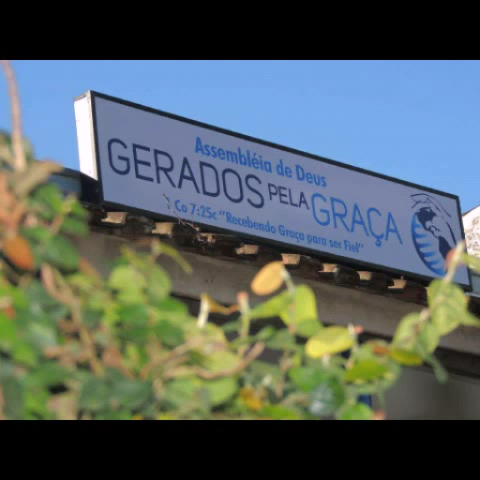 Assembléia de Deus
GERADOS PELA GRAÇA
Co 7:25c "Recebendo Graça para ser Fiel"